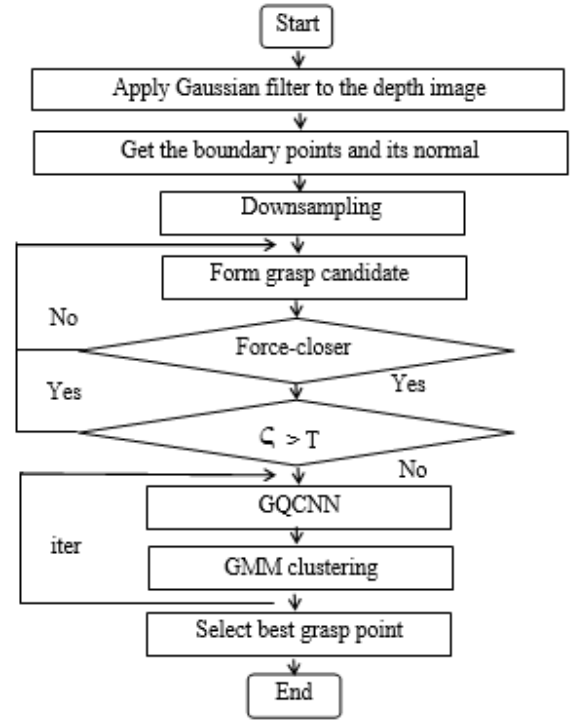 Start
Apply Gaussian filter to the depth image
Get the boundary points and its normal
Downsampling
Form grasp candidate
No
Force-closer
Yes
Yes
ς > T
No
GQCNN
iter
GMM clustering
Select best grasp point
End